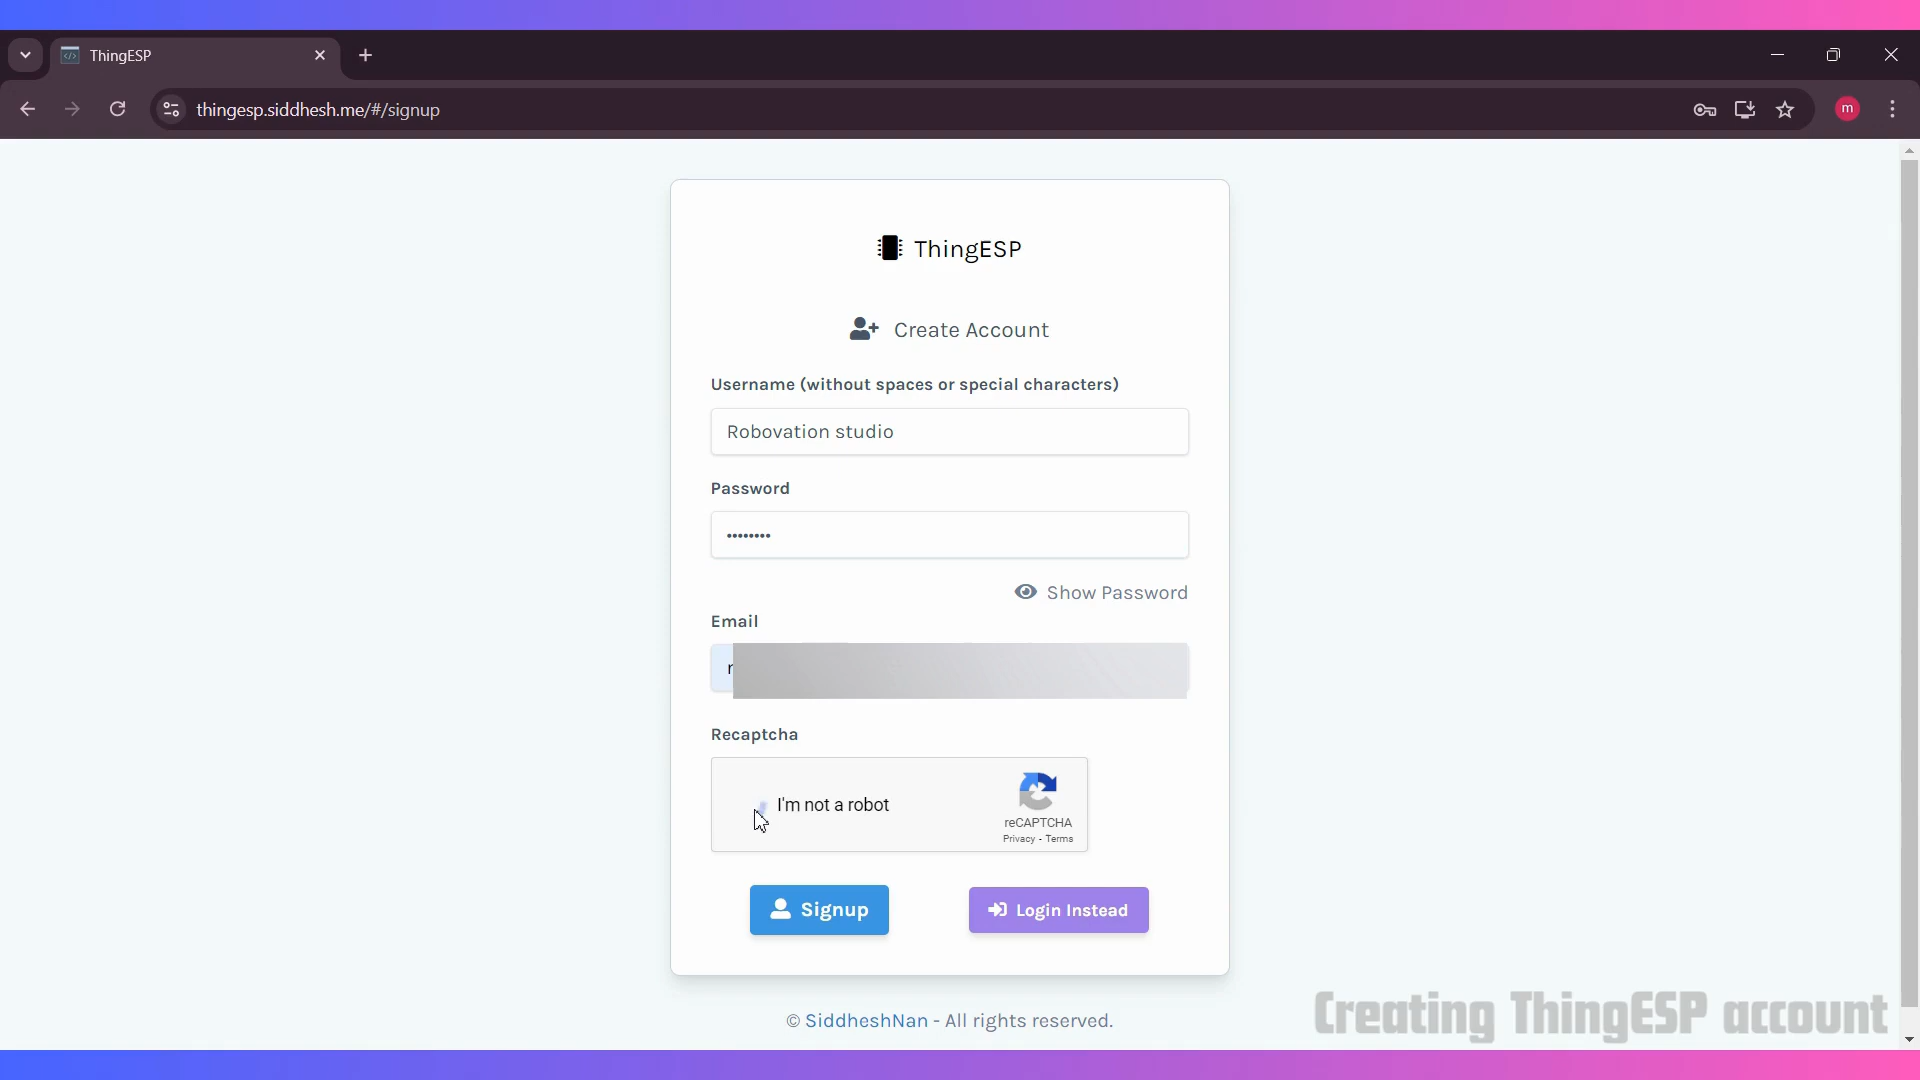 ThingESP
thingesp.siddhesh.me/#/signup
m
ThingESP
Create Account
Username (without spaces or special characters)
Robovation studio
Password
••••••••
Show Password
Email
Recaptcha
I'm not a robot
reCAPTCHA
Privacy - Terms
Signup
Login Instead
© SiddheshNan - All rights reserved.
Creating ThingESP account